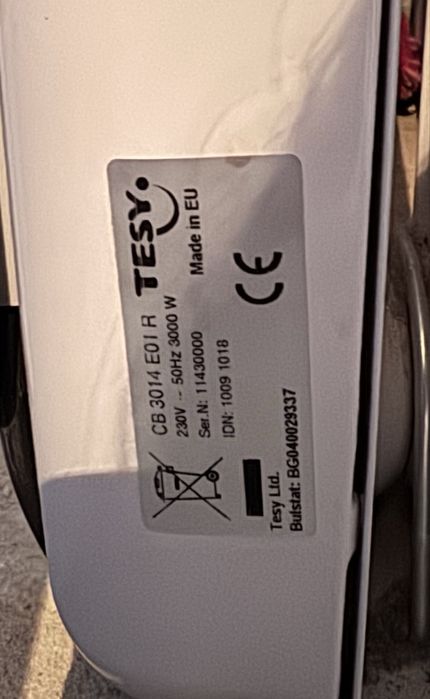 TESY
CB 3014 E01 R
230V ~ 50Hz 3000 W
Ser.N: 11430000
Made in EU
IDN: 1009 1018
CE
Tesy Ltd.
Bulstat: BG040029337